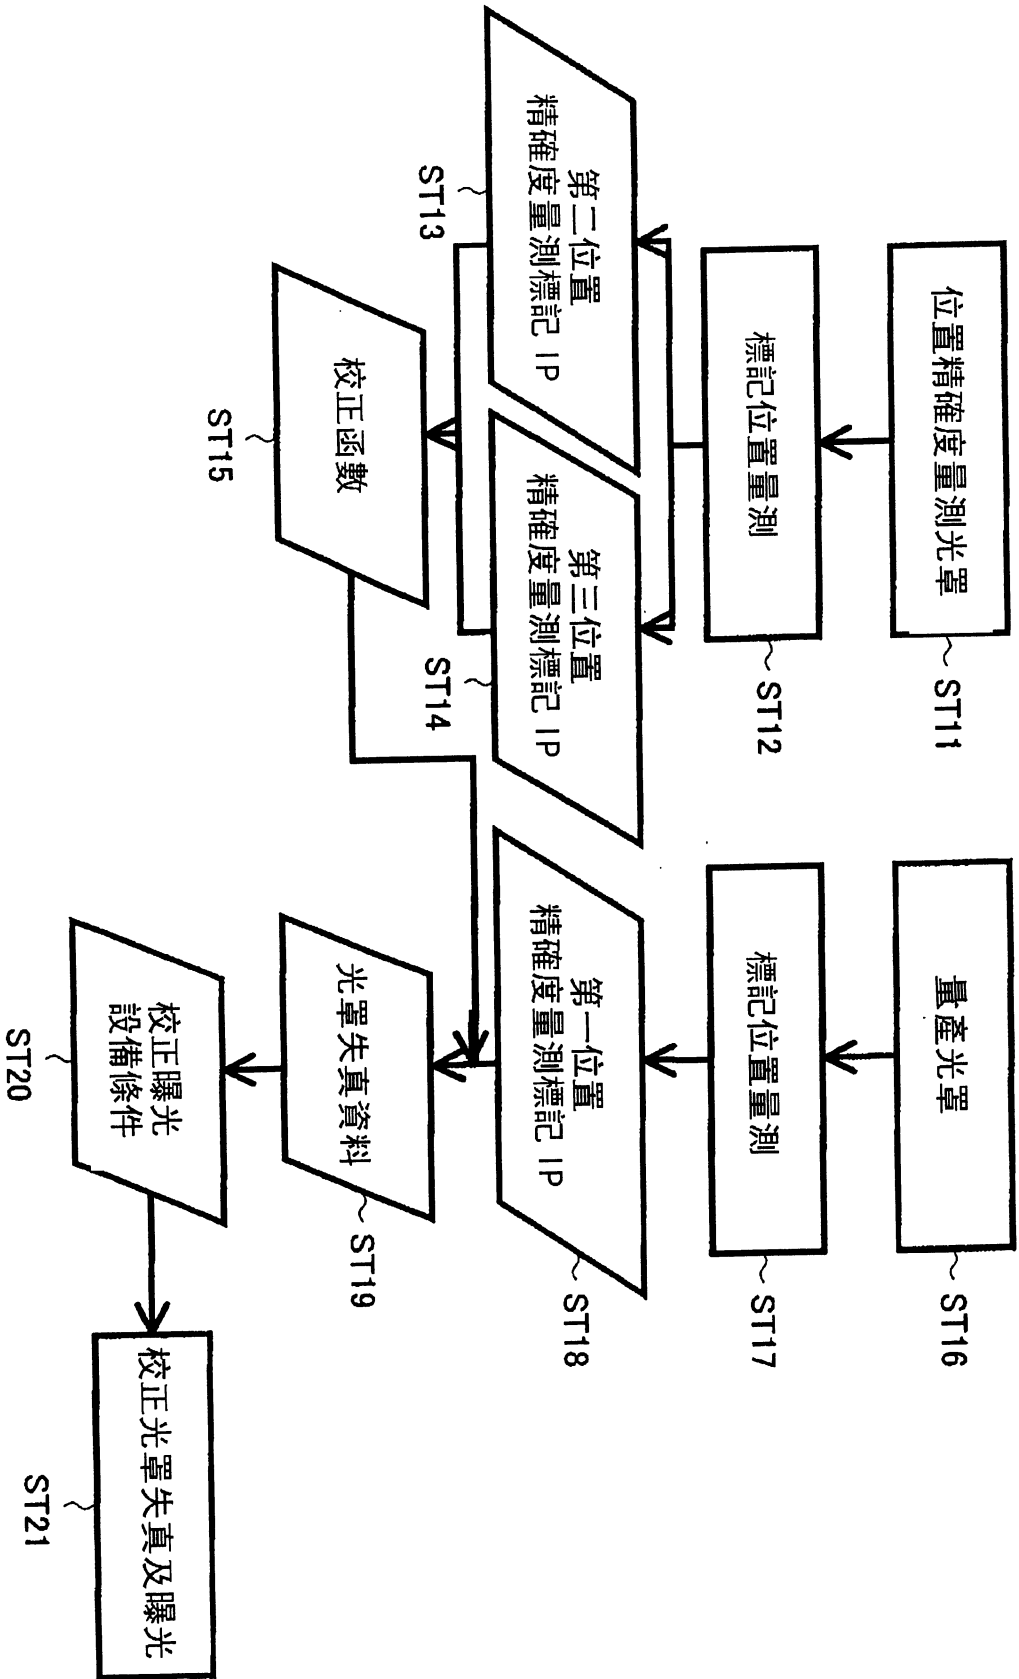 位置精確度量測光罩
ST11
標記位置量測
ST12
第二位置
精確度量測標記 IP
ST13
第三位置
精確度量測標記 IP
ST14
校正函數
ST15
量產光罩
ST16
標記位置量測
ST17
第一位置
精確度量測標記 IP
ST18
光罩失真資料
ST19
校正曝光
設備條件
ST20
校正光罩失真及曝光
ST21